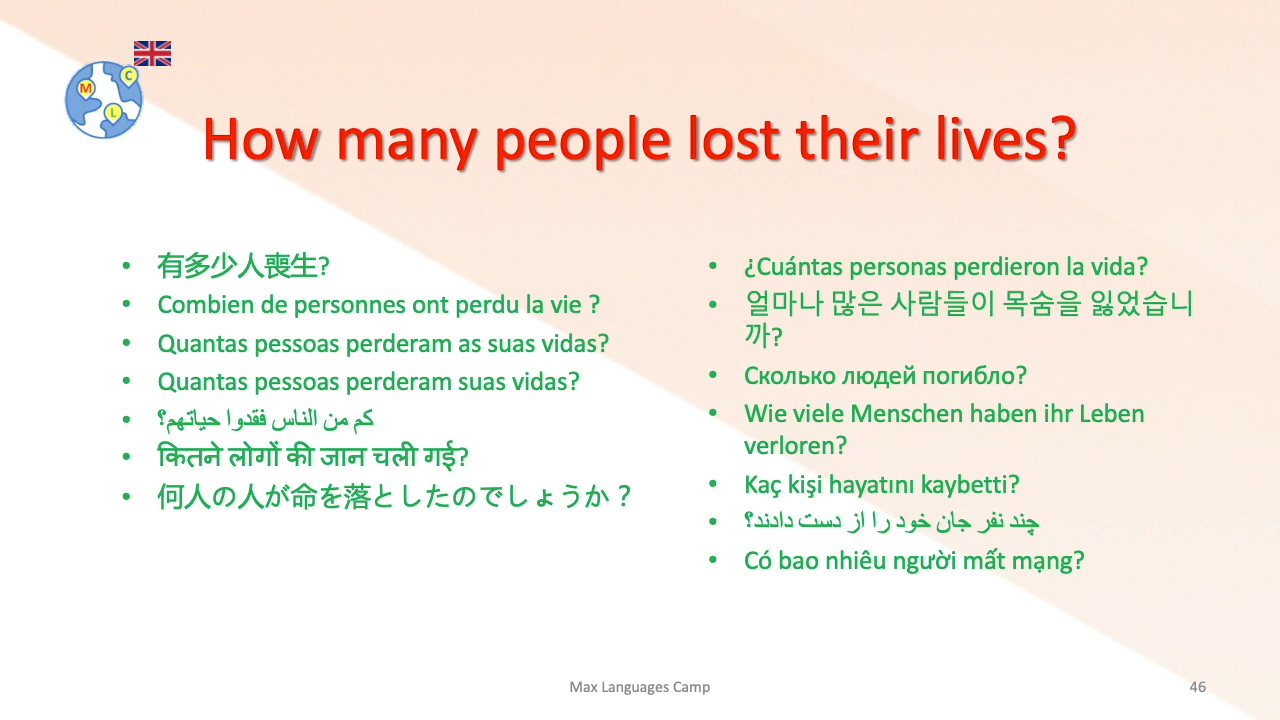 M
C
L
How many people lost their lives?
• 有多少人喪生?
• Combien de personnes ont perdu la vie ?
• Quantas pessoas perderam as suas vidas?
• Quantas pessoas perderam suas vidas?
• كم من الناس فقدوا حياتهم؟
• कितने लोगों की जान चली गई?
• 何人の人が命を落としたのでしょうか？
• ¿Cuántas personas perdieron la vida?
• 얼마나 많은 사람들이 목숨을 잃었습니
까?
• Сколько людей погибло?
• Wie viele Menschen haben ihr Leben
verloren?
• Kaç kişi hayatını kaybetti?
• چند نفر جان خود را از دست دادند؟
• Có bao nhiêu người mất mạng?
Max Languages Camp
46